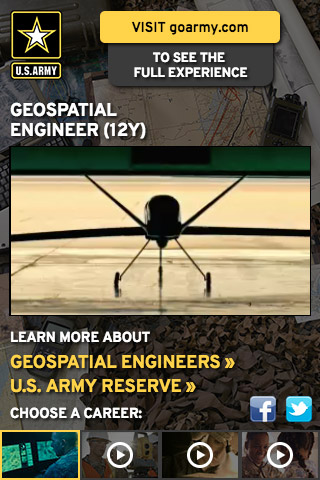 VISIT goarmy.com
TO SEE THE
FULL EXPERIENCE
U.S.ARMY
GEOSPATIAL
ENGINEER (12Y)
LEARN MORE ABOUT
GEOSPATIAL ENGINEERS »
U.S. ARMY RESERVE »
CHOOSE A CAREER: